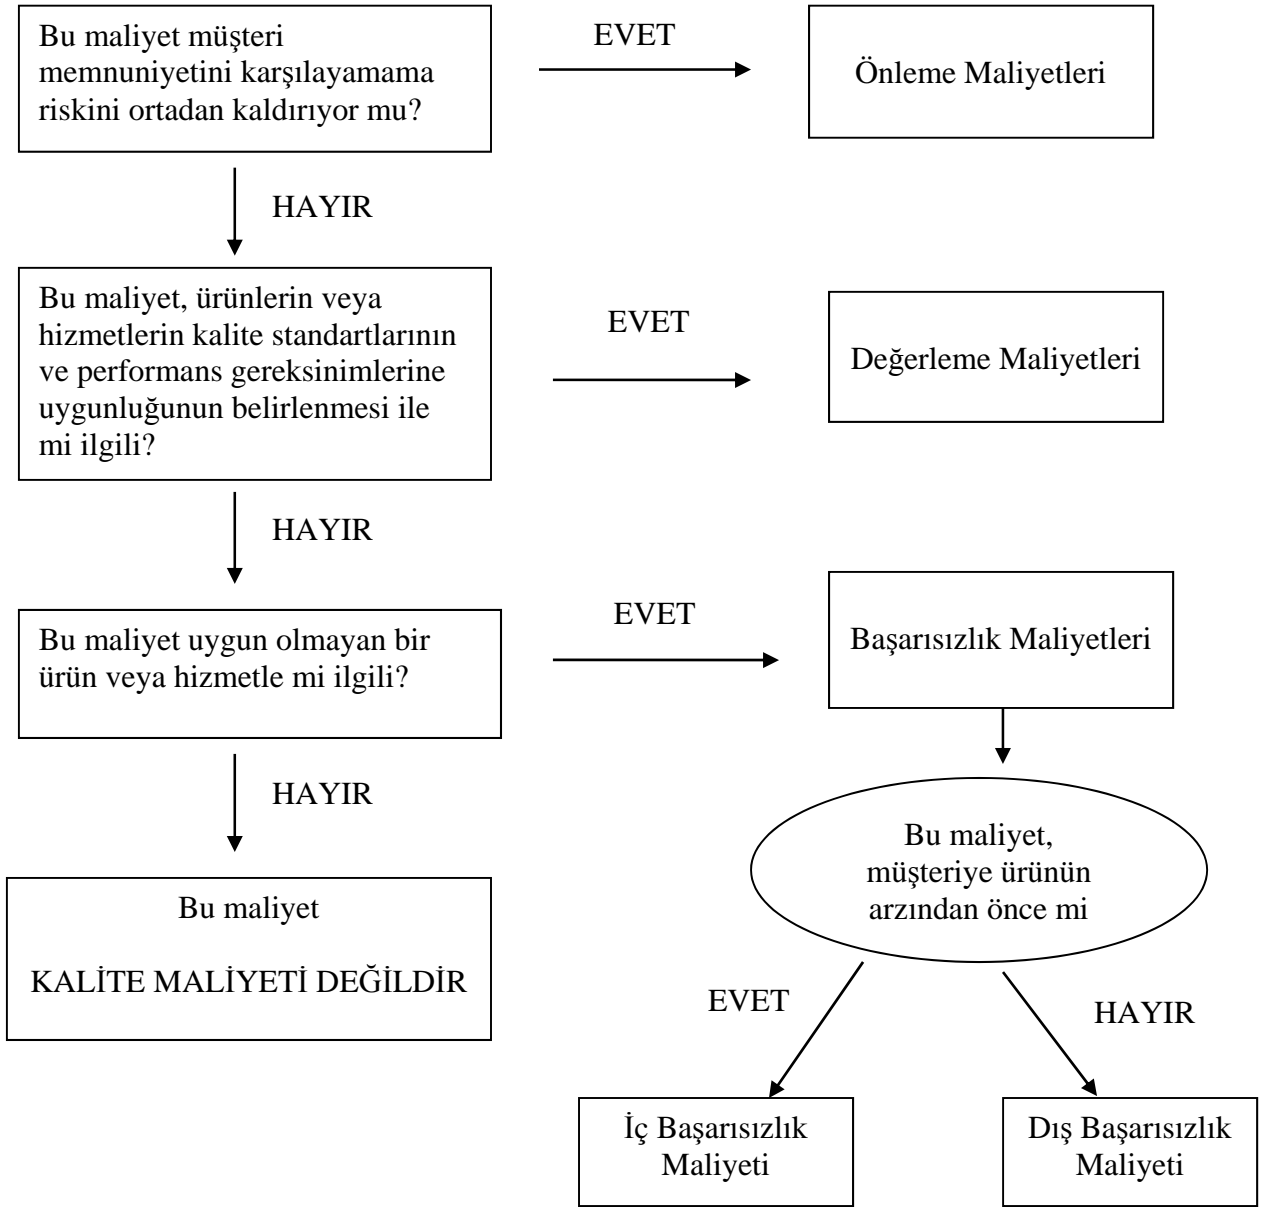 Bu maliyet müşteri
memnuniyetini karşılayamama
riskini ortadan kaldırıyor mu?
EVET
Önleme Maliyetleri
HAYIR
Bu maliyet, ürünlerin veya
hizmetlerin kalite standartlarının
ve performans gereksinimlerine
uygunluğunun belirlenmesi ile
mi ilgili?
EVET
Değerleme Maliyetleri
HAYIR
Bu maliyet uygun olmayan bir
ürün veya hizmetle mi ilgili?
EVET
Başarısızlık Maliyetleri
HAYIR
Bu maliyet
KALİTE MALİYETİ DEĞİLDİR
Bu maliyet,
müşteriye ürünün
arzından önce mi
EVET
HAYIR
İç Başarısızlık
Maliyeti
Dış Başarısızlık
Maliyeti